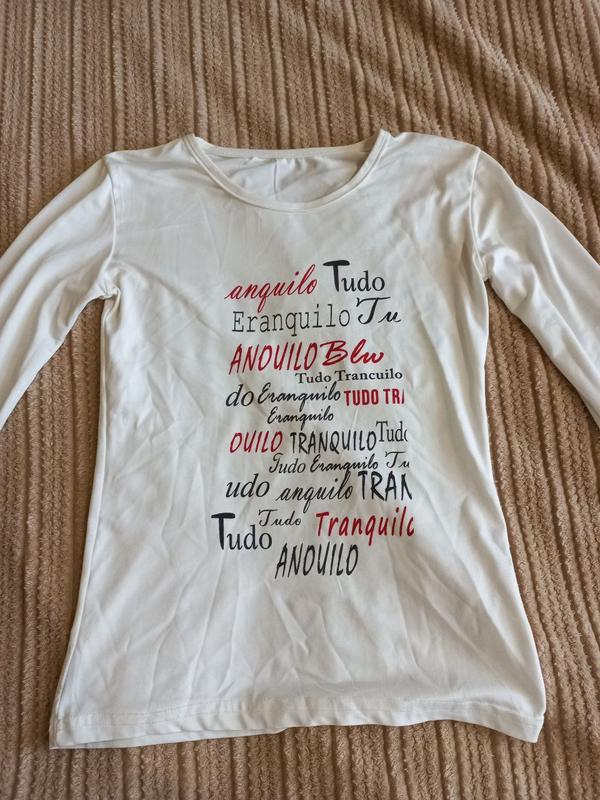 anquilo Tudo
Eranquilo Tu
ANOUILO Blw
Tudo Trancuilo
do Eranquilo TUDO TRA
Eranquilo
OUILO TRANQUILO Tudo
Tudo Eranquilo Tu
udo anquilo TRAN
Tudo Tudo Tranquilo
ANOUILO